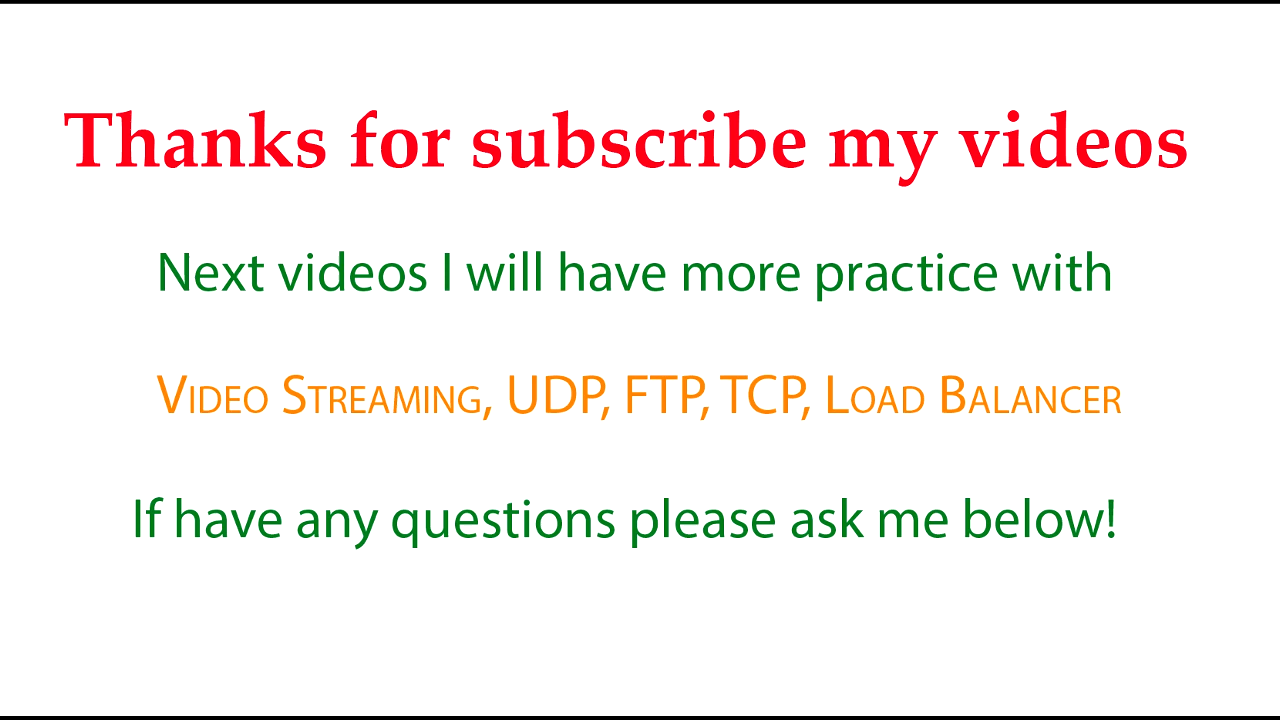 Thanks for subscribe my videos
Next videos I will have more practice with
Video Streaming, UDP, FTP, TCP, Load Balancer
If have any questions please ask me below!